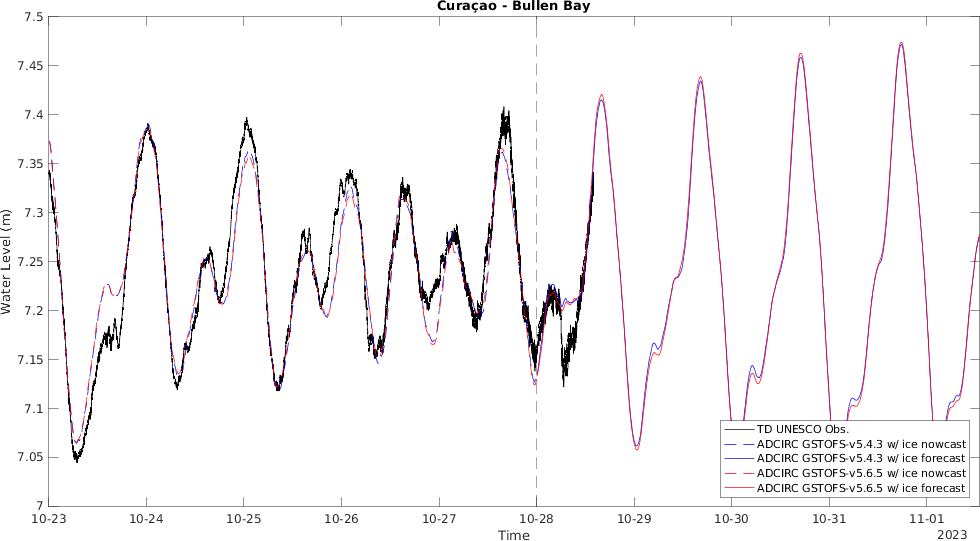 Curaçao - Bullen Bay
7.5
7.45
7.4
7.35
7.3
7.25
7.2
7.15
7.1
7.05
7
Water Level (m)
TD UNESCO Obs.
ADCIRC GSTOFS-v5.4.3 w/ ice nowcast
ADCIRC GSTOFS-v5.4.3 w/ ice forecast
ADCIRC GSTOFS-v5.6.5 w/ ice nowcast
ADCIRC GSTOFS-v5.6.5 w/ ice forecast
10-23 10-24 10-25 10-26 10-27 10-28 10-29 10-30 10-31 11-01
Time
2023